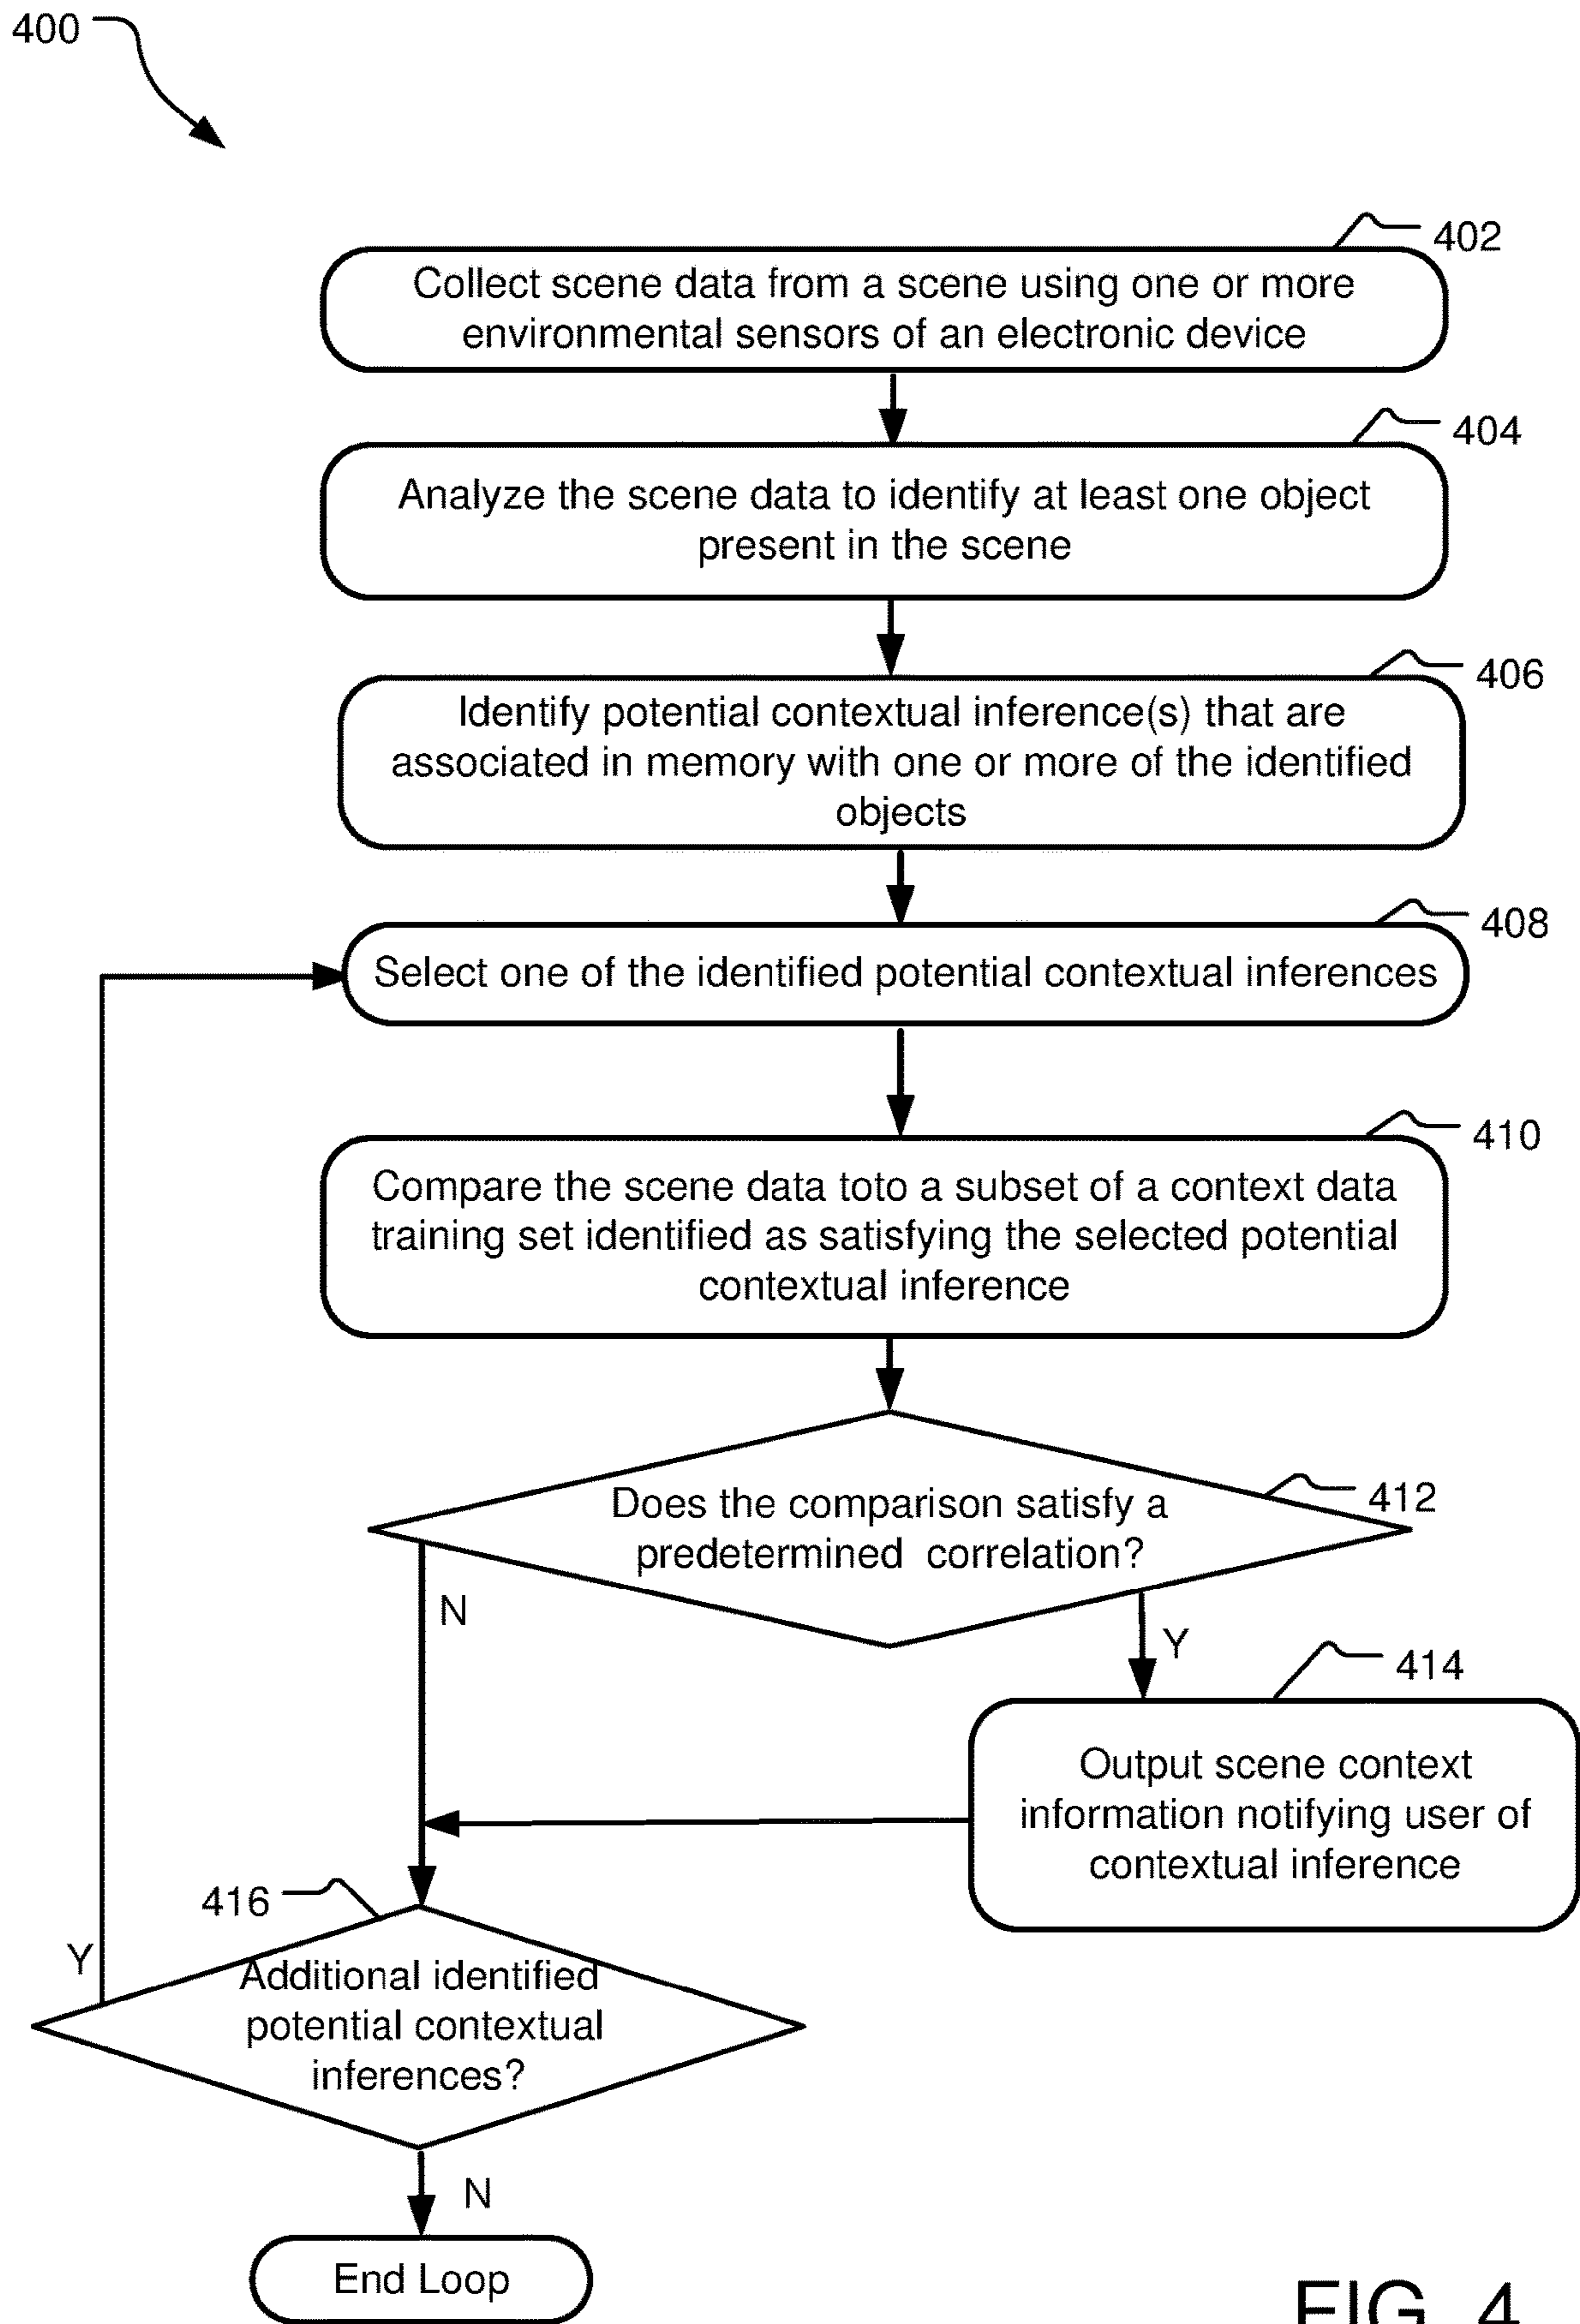 400
402
Collect scene data from a scene using one or more
environmental sensors of an electronic device
404
Analyze the scene data to identify at least one object
present in the scene
406
Identify potential contextual inference(s) that are
associated in memory with one or more of the identified
objects
408
Select one of the identified potential contextual inferences
410
Compare the scene data toto a subset of a context data
training set identified as satisfying the selected potential
contextual inference
412
Does the comparison satisfy a
predetermined correlation?
N
Y
414
Output scene context
information notifying user of
contextual inference
416
Y
Additional identified
potential contextual
inferences?
N
End Loop
FIG. 4